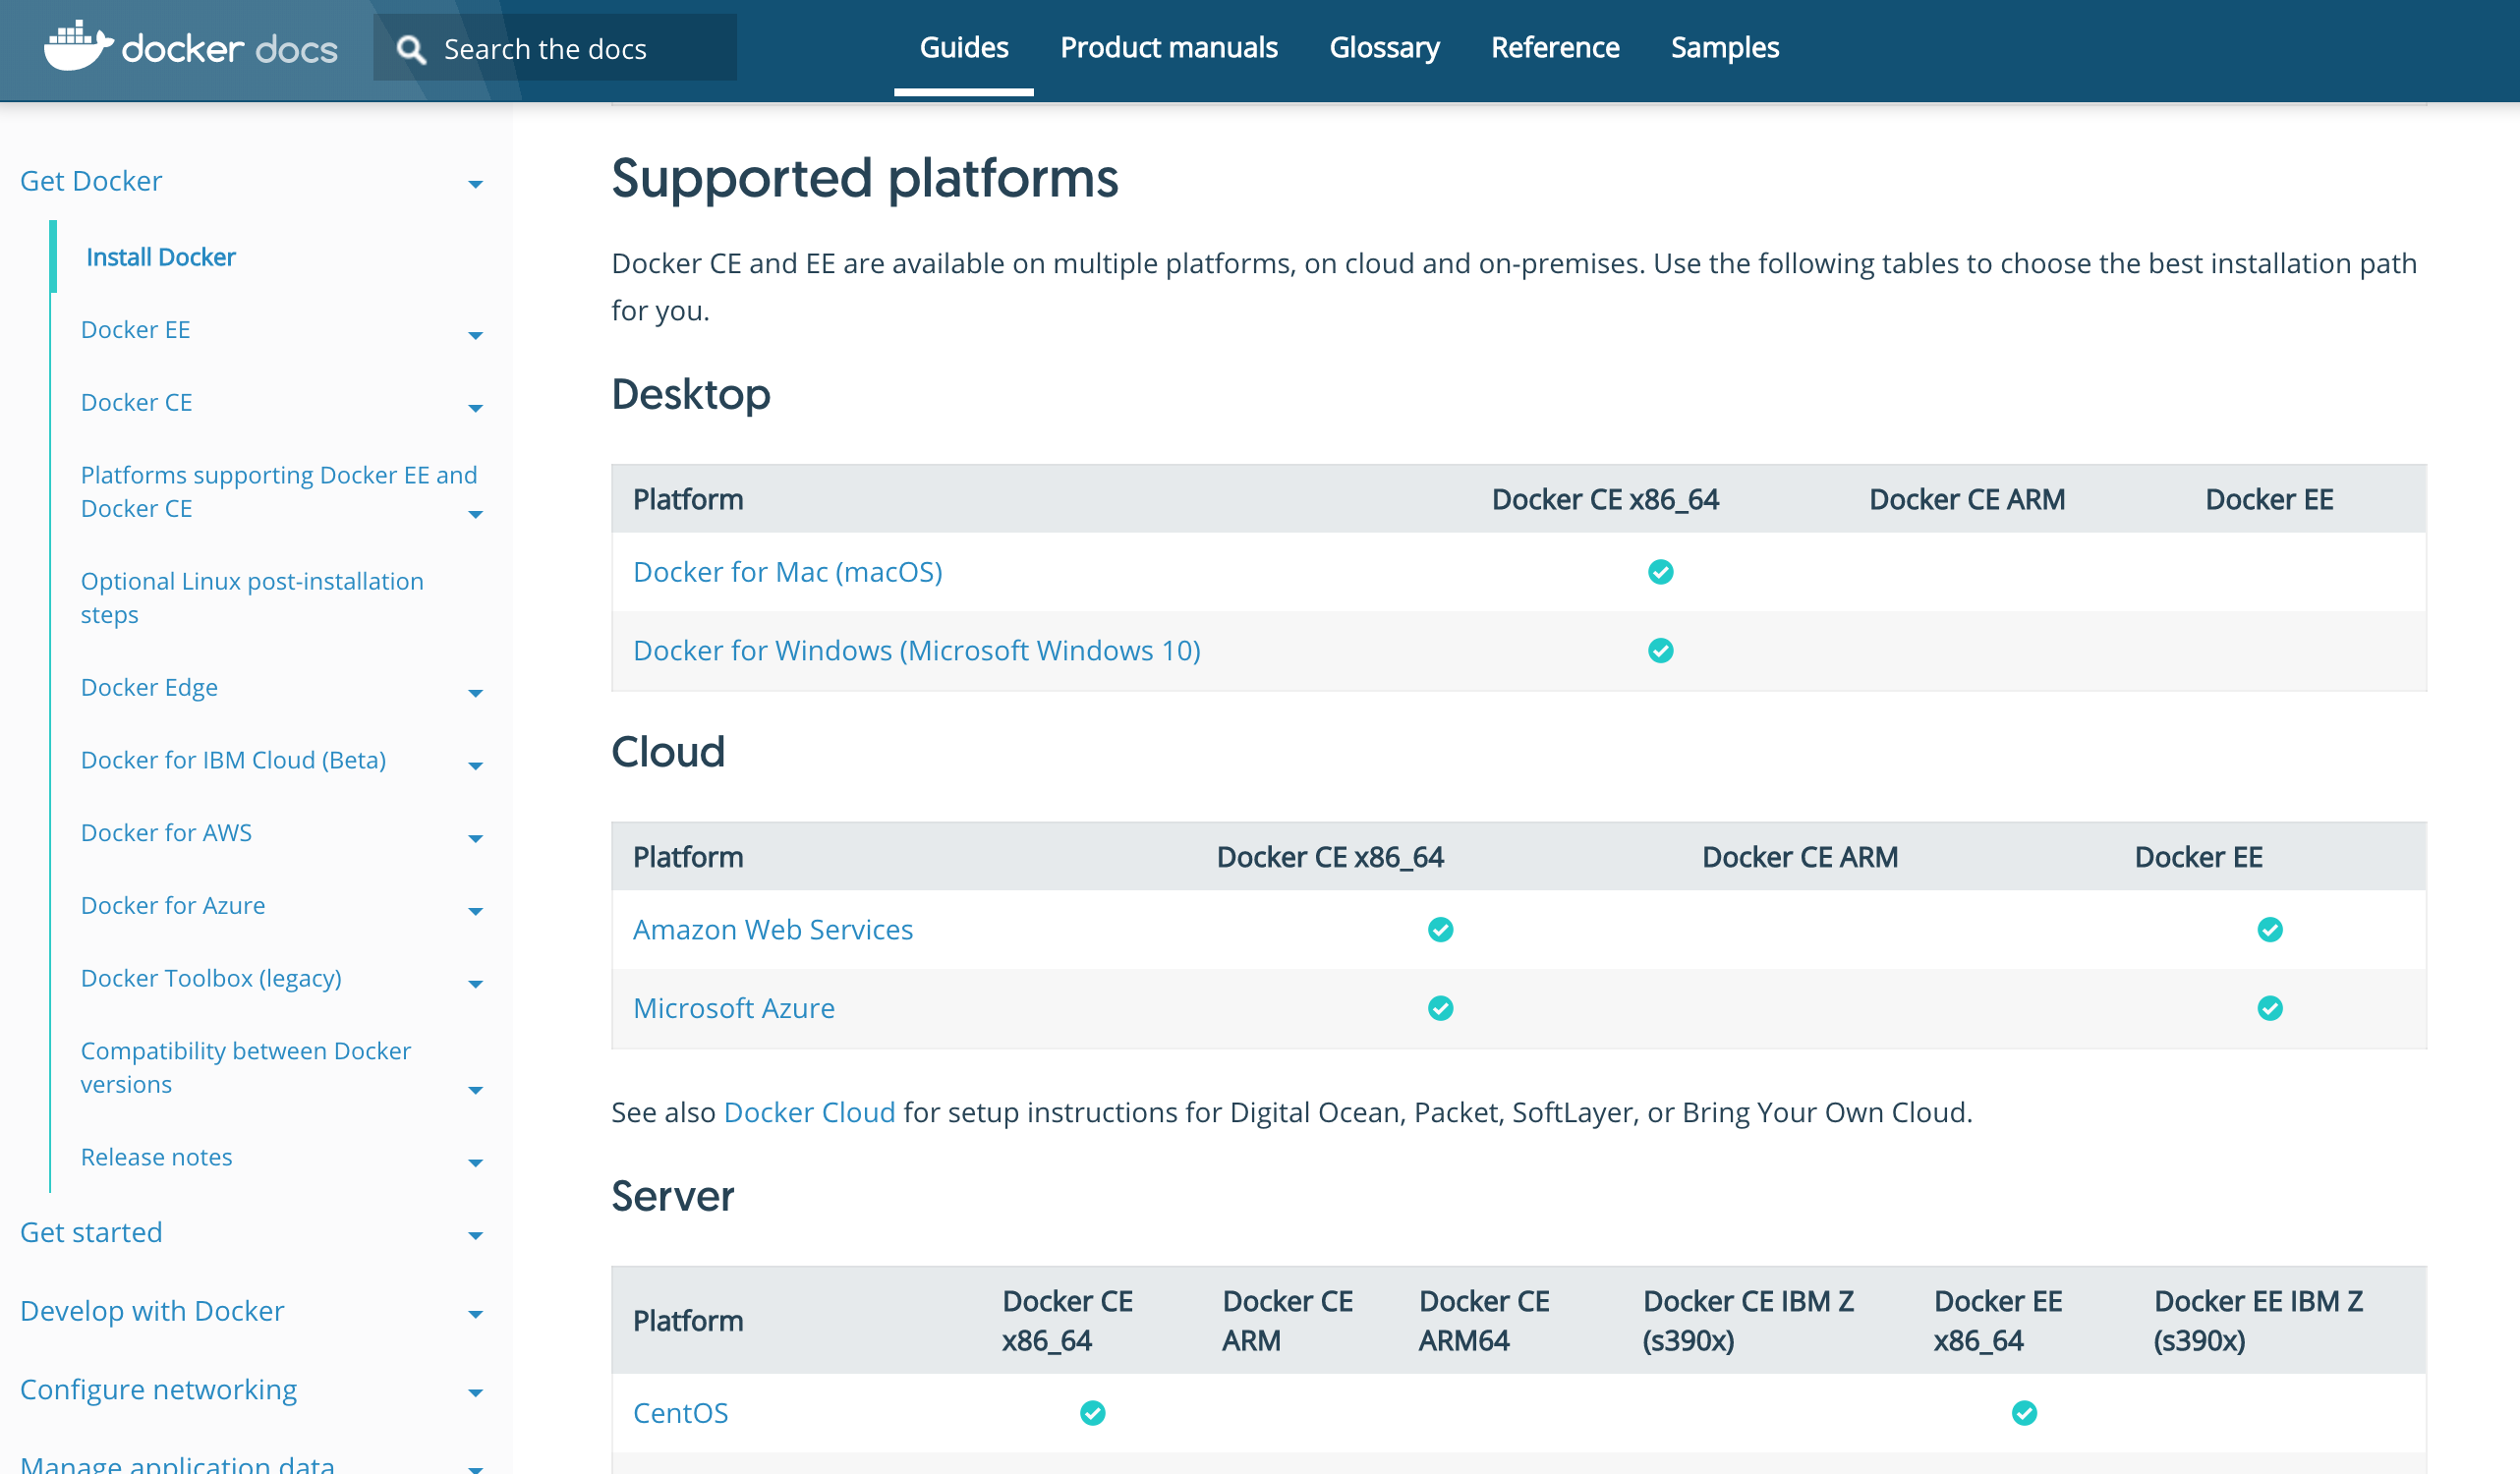 docker docs
Search the docs
Guides
Product manuals
Glossary
Reference
Samples
Get Docker
Install Docker
Docker EE
Docker CE
Platforms supporting Docker EE and
Docker CE
Optional Linux post-installation
steps
Docker Edge
Docker for IBM Cloud (Beta)
Docker for AWS
Docker for Azure
Docker Toolbox (legacy)
Compatibility between Docker
versions
Release notes
Get started
Develop with Docker
Configure networking
Manage application data
Supported platforms
Docker CE and EE are available on multiple platforms, on cloud and on-premises. Use the following tables to choose the best installation path
for you.
Desktop
Platform Docker CE x86_64 Docker CE ARM Docker EE
Docker for Mac (macOS)
Docker for Windows (Microsoft Windows 10)
Cloud
Platform Docker CE x86_64 Docker CE ARM Docker EE
Amazon Web Services
Microsoft Azure
See also Docker Cloud for setup instructions for Digital Ocean, Packet, SoftLayer, or Bring Your Own Cloud.
Server
Platform
Docker CE
x86_64
Docker CE
ARM
Docker CE
ARM64
Docker CE IBM Z
(s390x)
Docker EE
x86_64
Docker EE IBM Z
(s390x)
CentOS